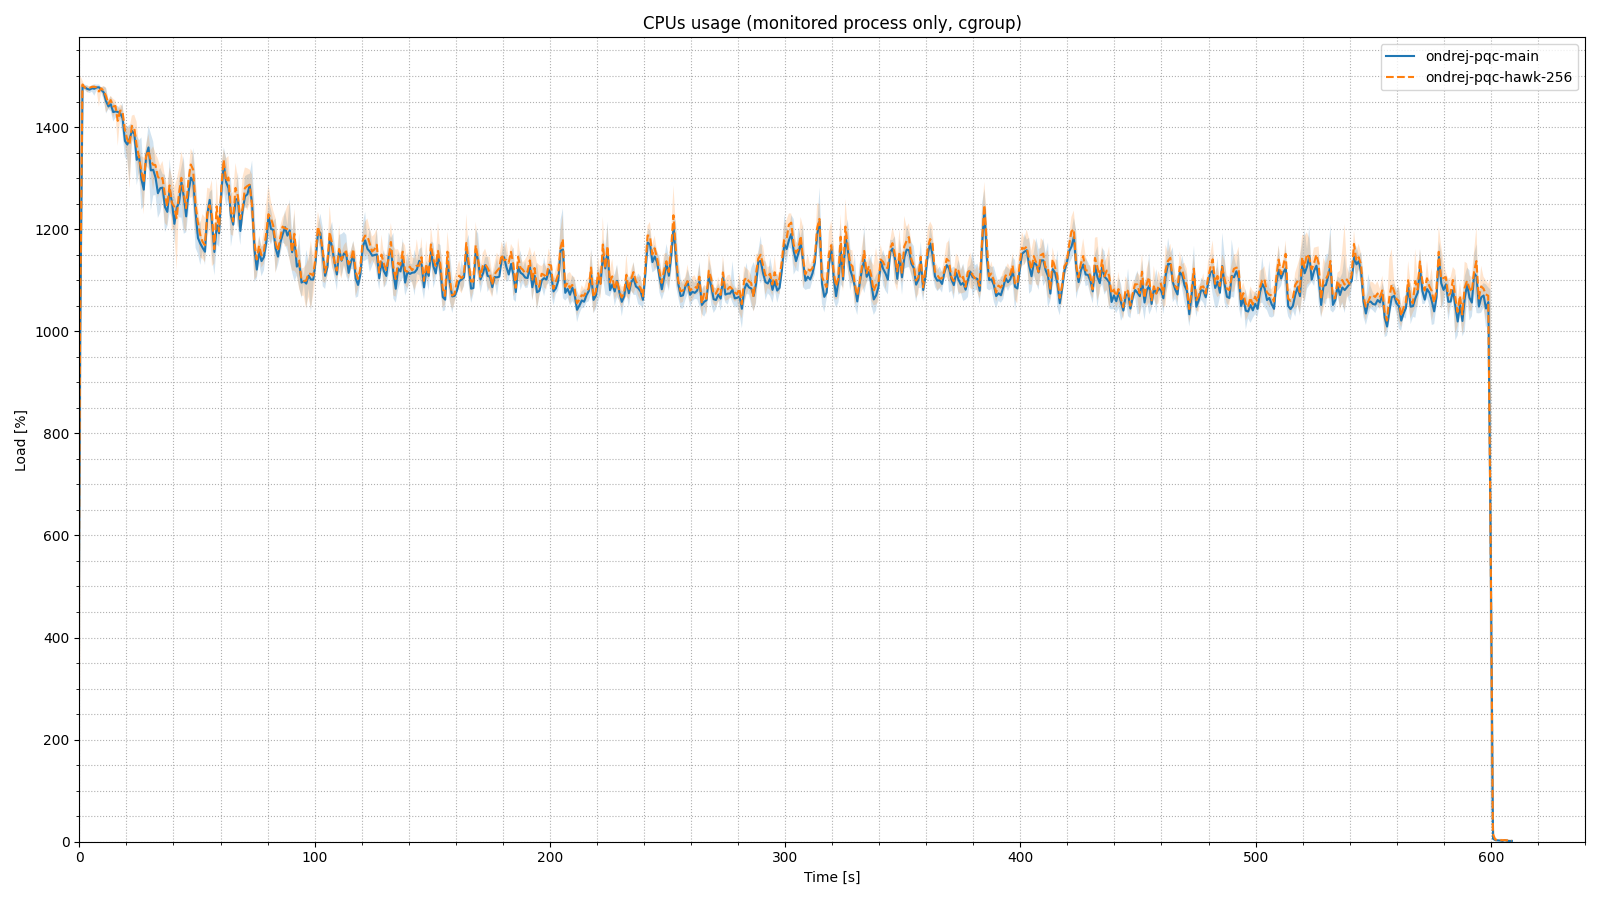 CPUs usage (monitored process only, cgroup)
ondrej-pqc-main
ondrej-pqc-hawk-256
1400
1200
1000
800
600
400
200
0
Load [%]
0 100 200 300 400 500 600
Time [s]